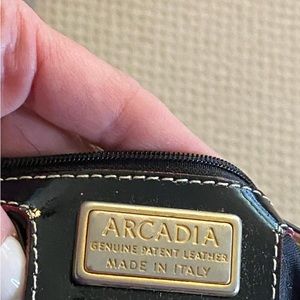 ARCADIA
GENUINE PATENT LEATHER
MADE IN ITALY